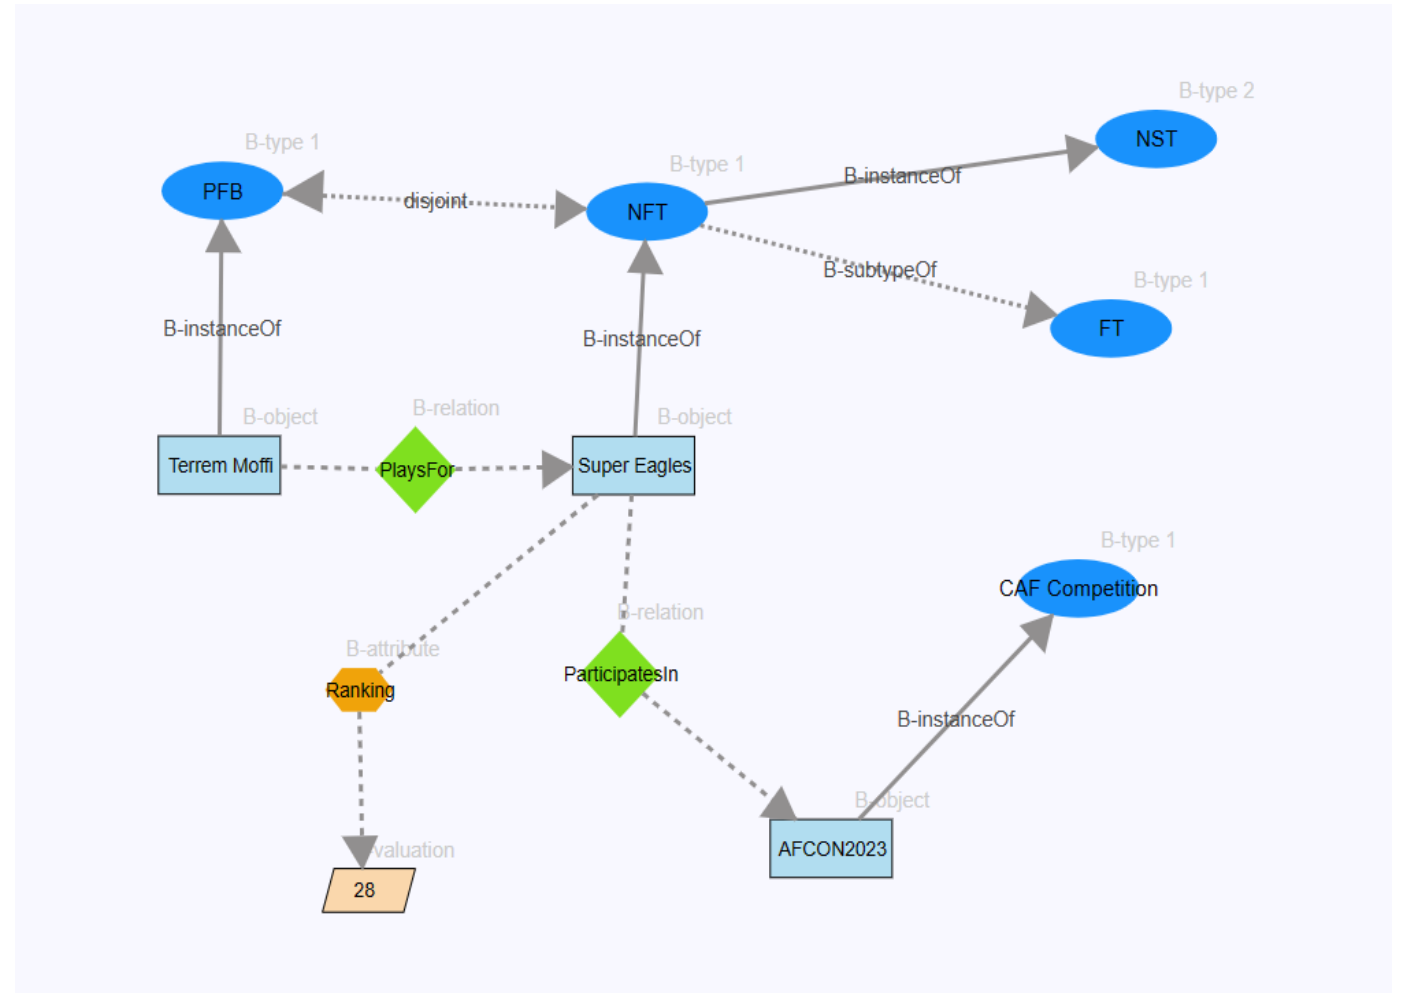 B-type 2
NST
B-type 1
PFB
B-type 1
NFT
disjoint
B-instanceOf
B-subtypeOf
B-type 1
FT
B-instanceOf
B-instanceOf
B-object
Terrem Moffi
B-relation
PlaysFor
B-object
Super Eagles
B-type 1
CAF Competition
B-relation
ParticipatesIn
B-attribute
Ranking
B-instanceOf
B-object
AFCON2023
-valuation
28